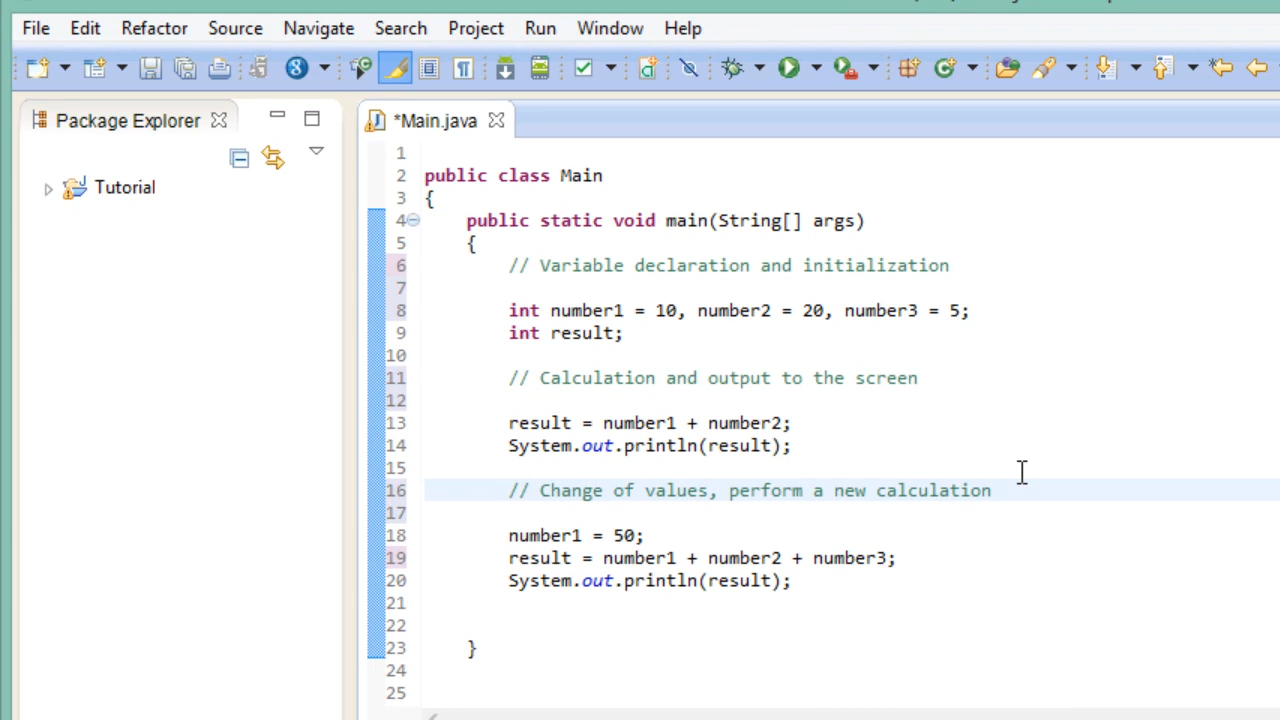 File Edit Refactor Source Navigate Search Project Run Window Help
Package Explorer
*Main.java
Tutorial
1
2 public class Main
3 {
4 public static void main(String[] args)
5 {
6 // Variable declaration and initialization
7
8 int number1 = 10, number2 = 20, number3 = 5;
9 int result;
10
11 // Calculation and output to the screen
12
13 result = number1 + number2;
14 System.out.println(result);
15
16 // Change of values, perform a new calculation
17
18 number1 = 50;
19 result = number1 + number2 + number3;
20 System.out.println(result);
21
22
23 }
24
25